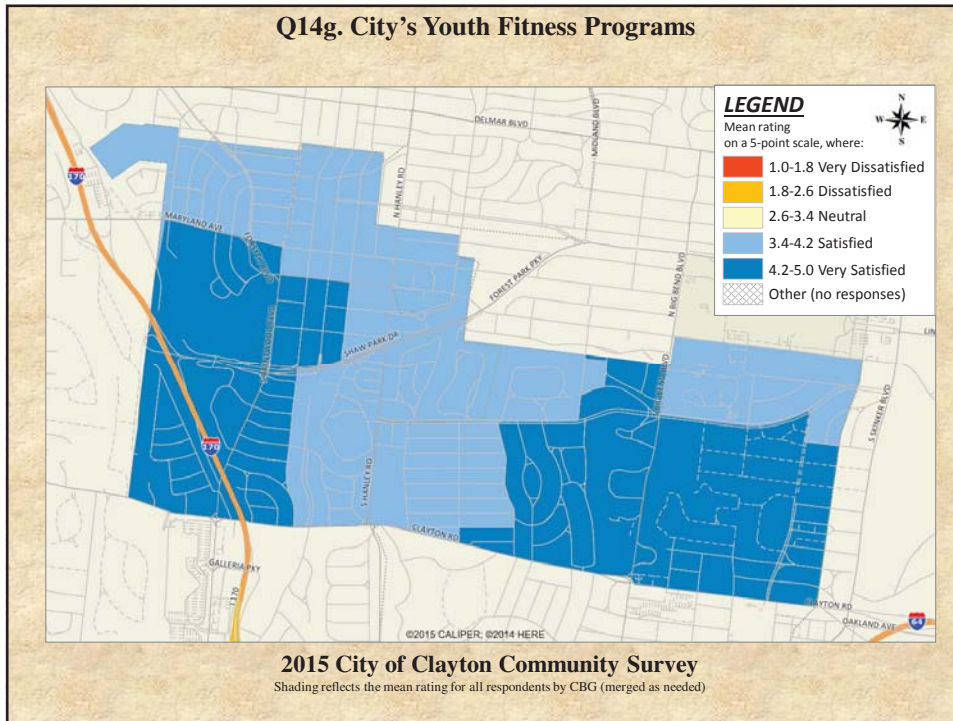 Q14g. City's Youth Fitness Programs
LEGEND
Mean rating
on a 5-point scale, where:
1.0-1.8 Very Dissatisfied
1.8-2.6 Dissatisfied
2.6-3.4 Neutral
3.4-4.2 Satisfied
4.2-5.0 Very Satisfied
Other (no responses)
N
W
E
S
DELMAR BLVD
MIDLAND BLVD
170
N HANLEY RD
MARYLAND AVE
FOREST PARK PKY
N BIG BEND BLVD
SHAW PARK DR
LIN
S SKINKER BLVD
170
S HANLEY RD
CLAYTON RD
GALLERIA PKY
I 170
CLAYTON RD
OAKLAND AVE
64
©2015 CALIPER; ©2014 HERE
2015 City of Clayton Community Survey
Shading reflects the mean rating for all respondents by CBG (merged as needed)